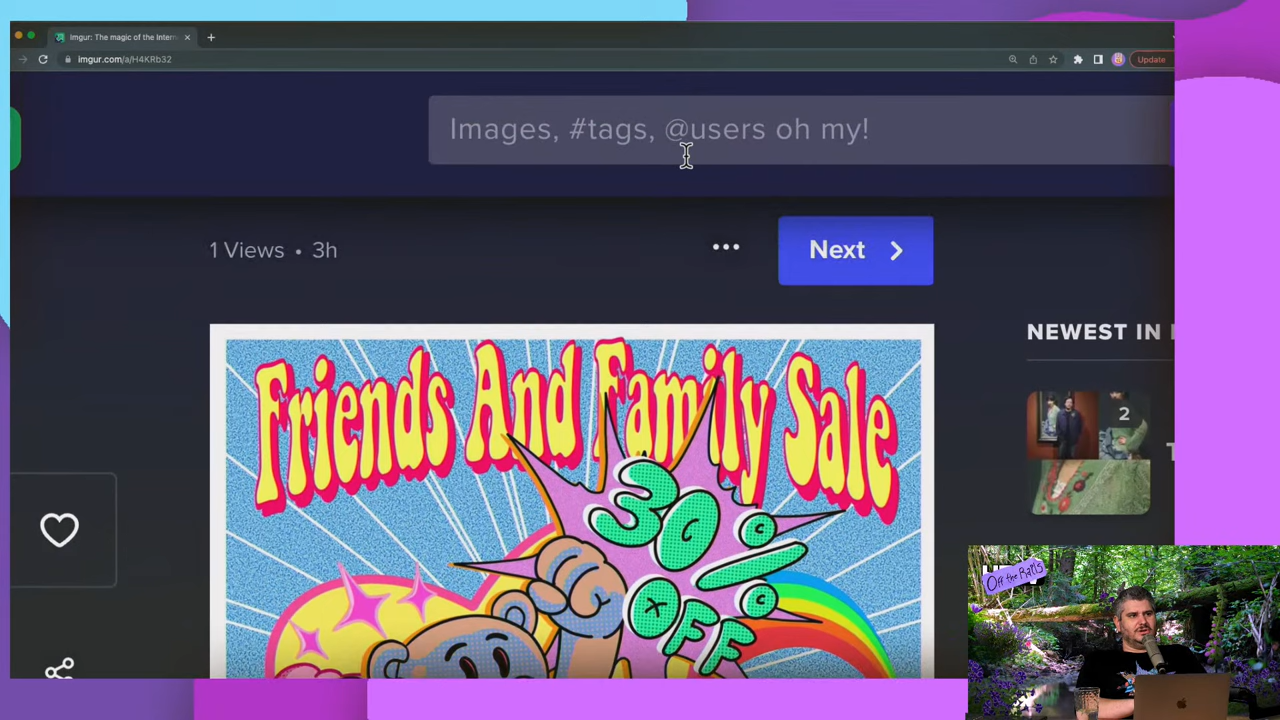 Imgur: The magic of the Intern
imgur.com/a/H4KRb32
Update
Images, #tags, @users oh my!
1 Views • 3h
Next
NEWEST IN
2
Friends And Family Sale
30%
OFF
Off the Rails